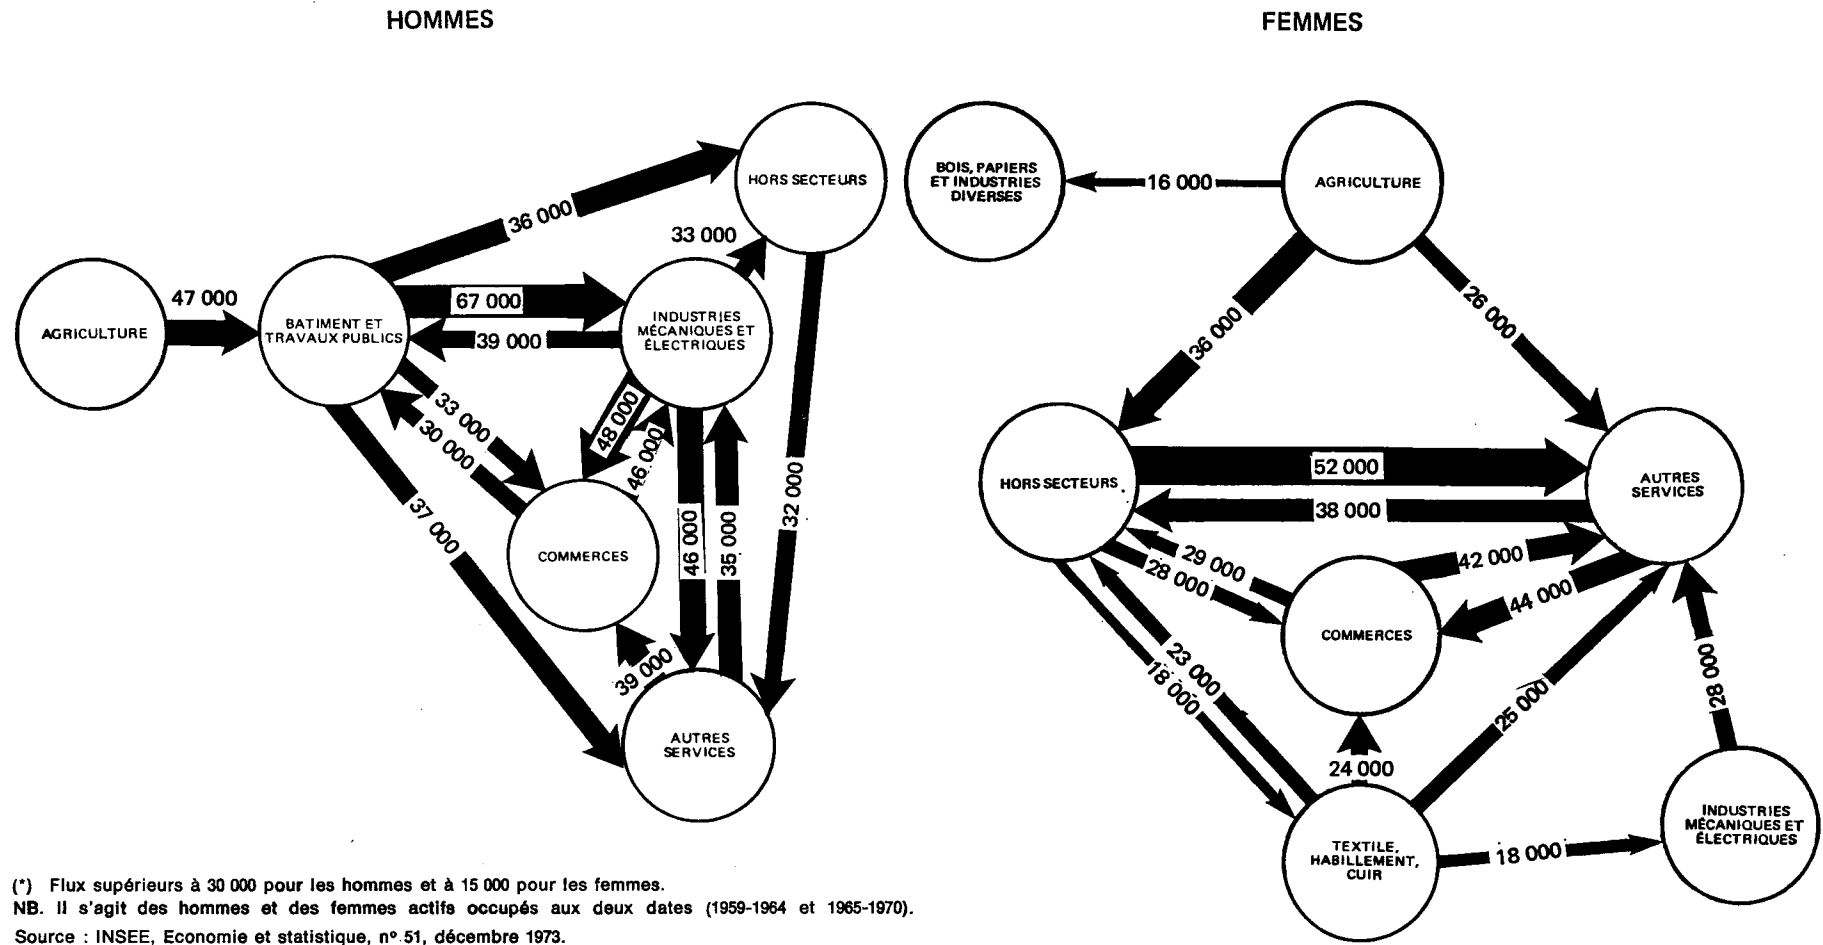 HOMMES
HORS SECTEURS
36 000
33 000
AGRICULTURE
47 000
BATIMENT ET
TRAVAUX PUBLICS
67 000
39 000
INDUSTRIES
MÉCANIQUES ET
ÉLECTRIQUES
33 000
30 000
48 000
46 000
37 000
COMMERCES
46 000
35 000
32 000
39 000
AUTRES
SERVICES
FEMMES
BOIS, PAPIERS
ET INDUSTRIES
DIVERSES
16 000
AGRICULTURE
36 000
26 000
HORS SECTEURS
52 000
38 000
AUTRES
SERVICES
29 000
28 000
42 000
44 000
COMMERCES
23 000
18 000
25 000
28 000
24 000
TEXTILE,
HABILLEMENT,
CUIR
18 000
INDUSTRIES
MÉCANIQUES ET
ÉLECTRIQUES
(*) Flux supérieurs à 30 000 pour les hommes et à 15 000 pour les femmes.
NB. Il s'agit des hommes et des femmes actifs occupés aux deux dates (1959-1964 et 1965-1970).
Source : INSEE, Economie et statistique, nº 51, décembre 1973.